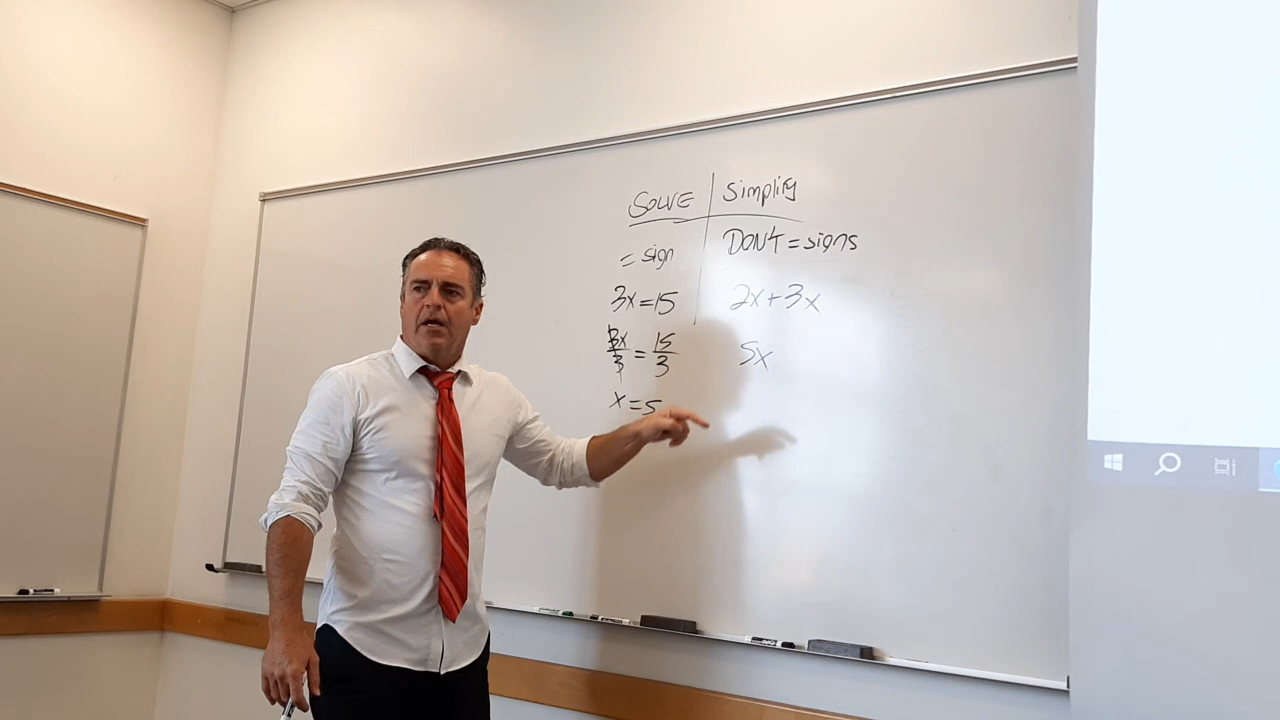 SOLVE | Simplify
= sign | DON'T = signs
3x = 15 | 2x + 3x
3x/3 = 15/3 | 5x
x = 5